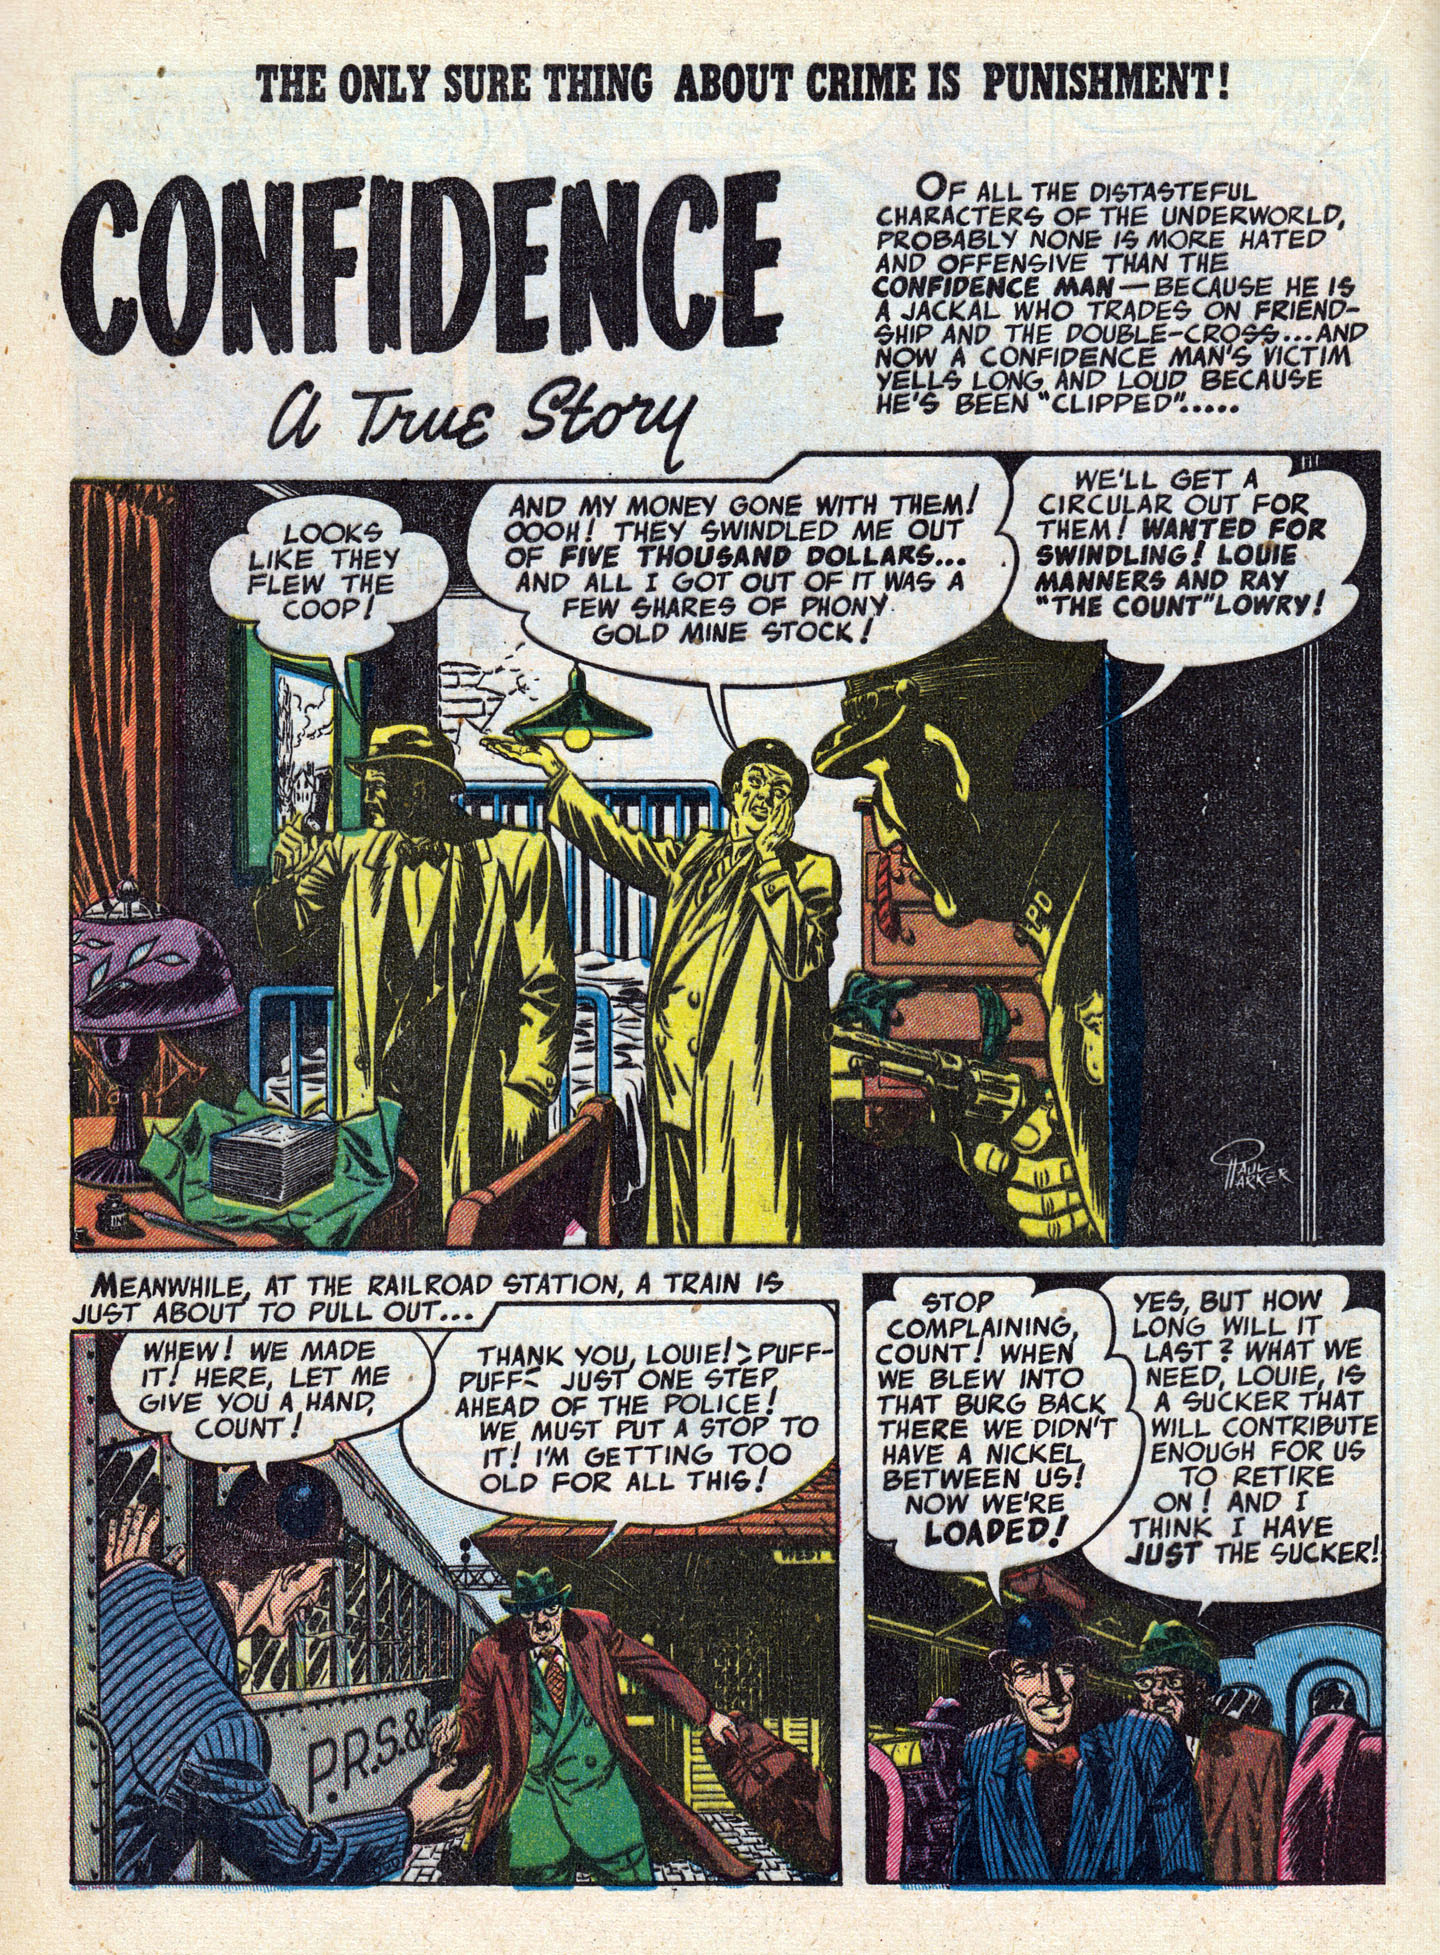 THE ONLY SURE THING ABOUT CRIME IS PUNISHMENT!
CONFIDENCE
A True Story
OF ALL THE DISTASTEFUL
CHARACTERS OF THE UNDERWORLD,
PROBABLY NONE IS MORE HATED
AND OFFENSIVE THAN THE
CONFIDENCE MAN — BECAUSE HE IS
A JACKAL WHO TRADES ON FRIEND-
SHIP AND THE DOUBLE-CROSS...AND
NOW A CONFIDENCE MAN'S VICTIM
YELLS LONG AND LOUD BECAUSE
HE'S BEEN "CLIPPED".....
LOOKS
LIKE THEY
FLEW THE
COOP!
AND MY MONEY GONE WITH THEM!
OOOH! THEY SWINDLED ME OUT
OF FIVE THOUSAND DOLLARS...
AND ALL I GOT OUT OF IT WAS A
FEW SHARES OF PHONY
GOLD MINE STOCK!
WE'LL GET A
CIRCULAR OUT FOR
THEM! WANTED FOR
SWINDLING! LOUIE
MANNERS AND RAY
"THE COUNT" LOWRY!
PD
INK
PAUL
PARKER
MEANWHILE, AT THE RAILROAD STATION, A TRAIN IS
JUST ABOUT TO PULL OUT...
WHEW! WE MADE
IT! HERE, LET ME
GIVE YOU A HAND,
COUNT!
THANK YOU, LOUIE! >PUFF-
PUFF< JUST ONE STEP
AHEAD OF THE POLICE!
WE MUST PUT A STOP TO
IT! I'M GETTING TOO
OLD FOR ALL THIS!
WEST
P.R.S.&
STOP
COMPLAINING,
COUNT! WHEN
WE BLEW INTO
THAT BURG BACK
THERE WE DIDN'T
HAVE A NICKEL
BETWEEN US!
NOW WE'RE
LOADED!
YES, BUT HOW
LONG WILL IT
LAST? WHAT WE
NEED, LOUIE, IS
A SUCKER THAT
WILL CONTRIBUTE
ENOUGH FOR US
TO RETIRE
ON! AND I
THINK I HAVE
JUST THE SUCKER!